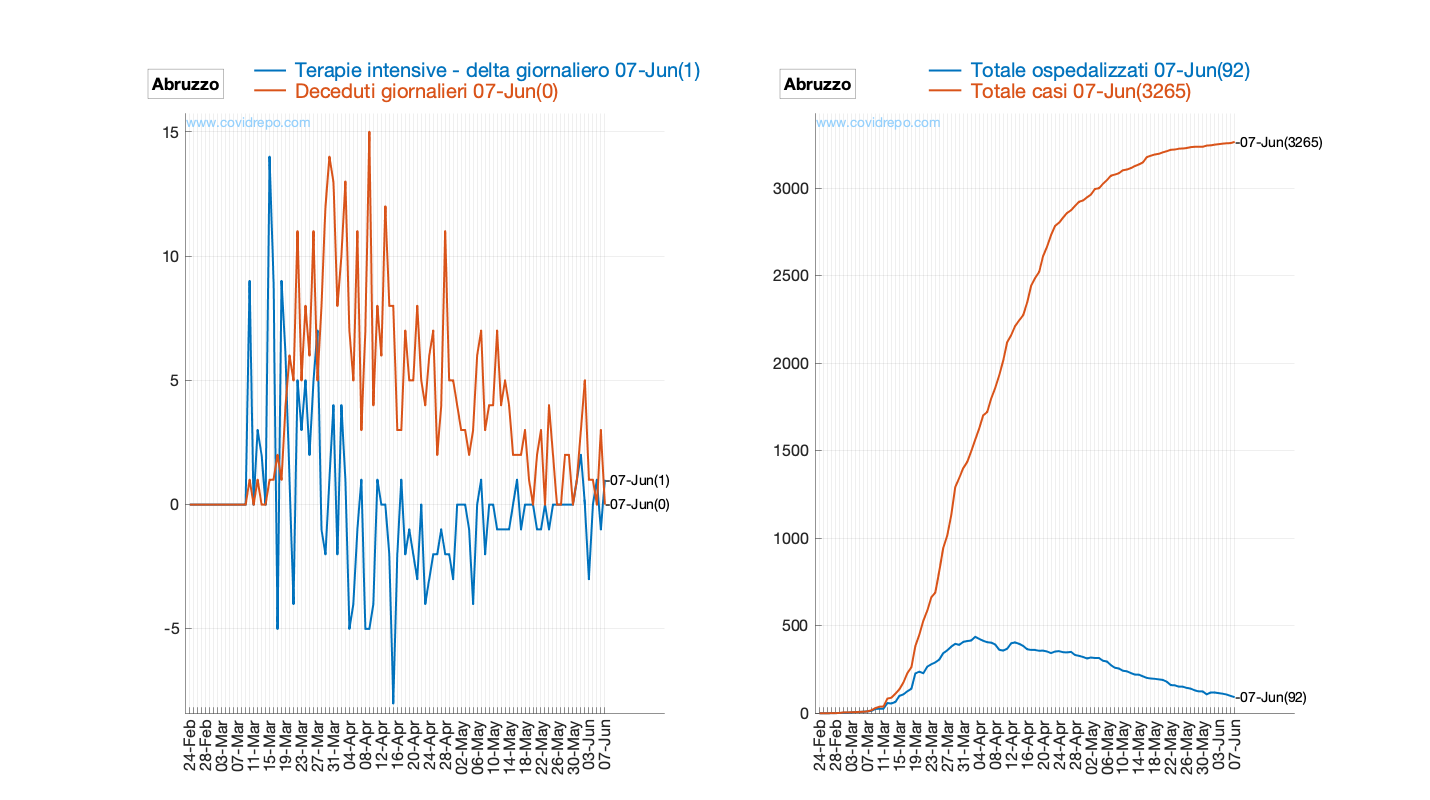 Abruzzo
Terapie intensive - delta giornaliero 07-Jun(1)
Deceduti giornalieri 07-Jun(0)
www.covidrepo.com
15
10
5
0
-5
-07-Jun(1)
-07-Jun(0)
24-Feb
28-Feb
03-Mar
07-Mar
11-Mar
15-Mar
19-Mar
23-Mar
27-Mar
31-Mar
04-Apr
08-Apr
12-Apr
16-Apr
20-Apr
24-Apr
28-Apr
02-May
06-May
10-May
14-May
18-May
22-May
26-May
30-May
03-Jun
07-Jun
Abruzzo
Totale ospedalizzati 07-Jun(92)
Totale casi 07-Jun(3265)
www.covidrepo.com
3000
2500
2000
1500
1000
500
0
-07-Jun(3265)
-07-Jun(92)
24-Feb
28-Feb
03-Mar
07-Mar
11-Mar
15-Mar
19-Mar
23-Mar
27-Mar
31-Mar
04-Apr
08-Apr
12-Apr
16-Apr
20-Apr
24-Apr
28-Apr
02-May
06-May
10-May
14-May
18-May
22-May
26-May
30-May
03-Jun
07-Jun